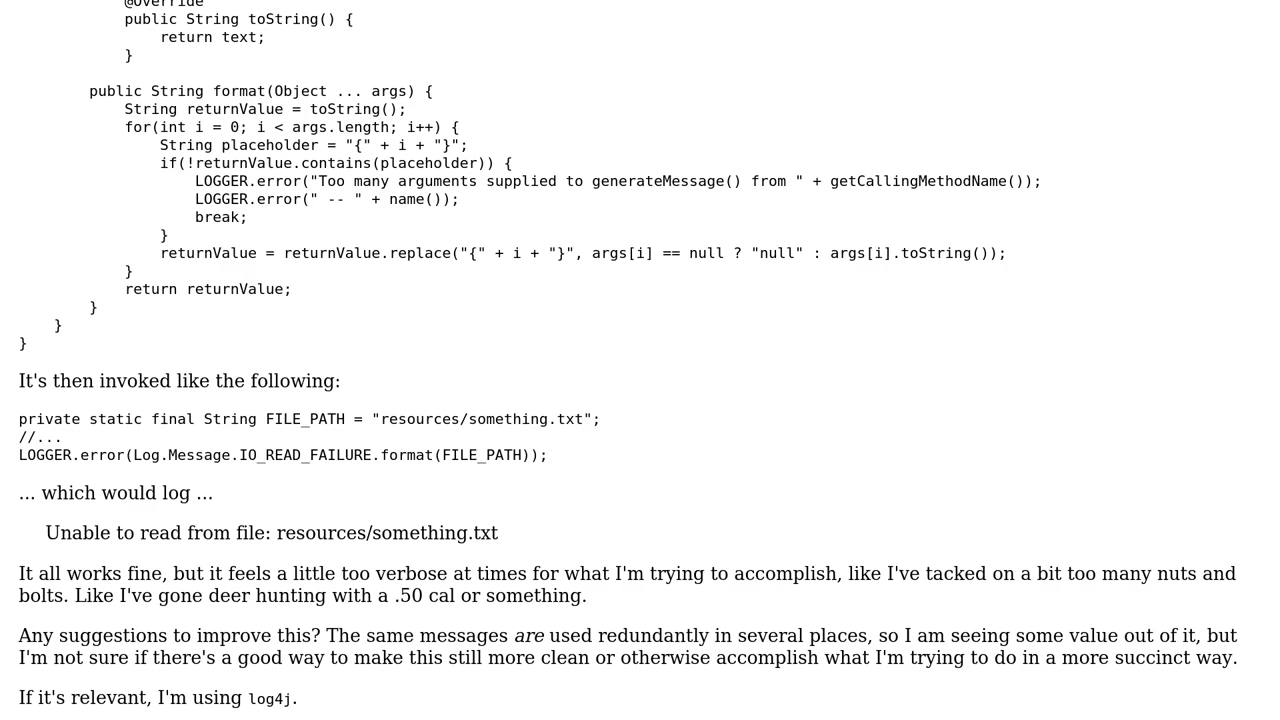 @Override
public String toString() {
return text;
}
public String format(Object ... args) {
String returnValue = toString();
for(int i = 0; i < args.length; i++) {
String placeholder = "{" + i + "}";
if(!returnValue.contains(placeholder)) {
LOGGER.error("Too many arguments supplied to generateMessage() from " + getCallingMethodName());
LOGGER.error(" -- " + name());
break;
}
returnValue = returnValue.replace("{" + i + "}", args[i] == null ? "null" : args[i].toString());
}
return returnValue;
}
}
}
It's then invoked like the following:
private static final String FILE_PATH = "resources/something.txt";
//...
LOGGER.error(Log.Message.IO_READ_FAILURE.format(FILE_PATH));
... which would log ...
Unable to read from file: resources/something.txt
It all works fine, but it feels a little too verbose at times for what I'm trying to accomplish, like I've tacked on a bit too many nuts and
bolts. Like I've gone deer hunting with a .50 cal or something.
Any suggestions to improve this? The same messages are used redundantly in several places, so I am seeing some value out of it, but
I'm not sure if there's a good way to make this still more clean or otherwise accomplish what I'm trying to do in a more succinct way.
If it's relevant, I'm using log4j.